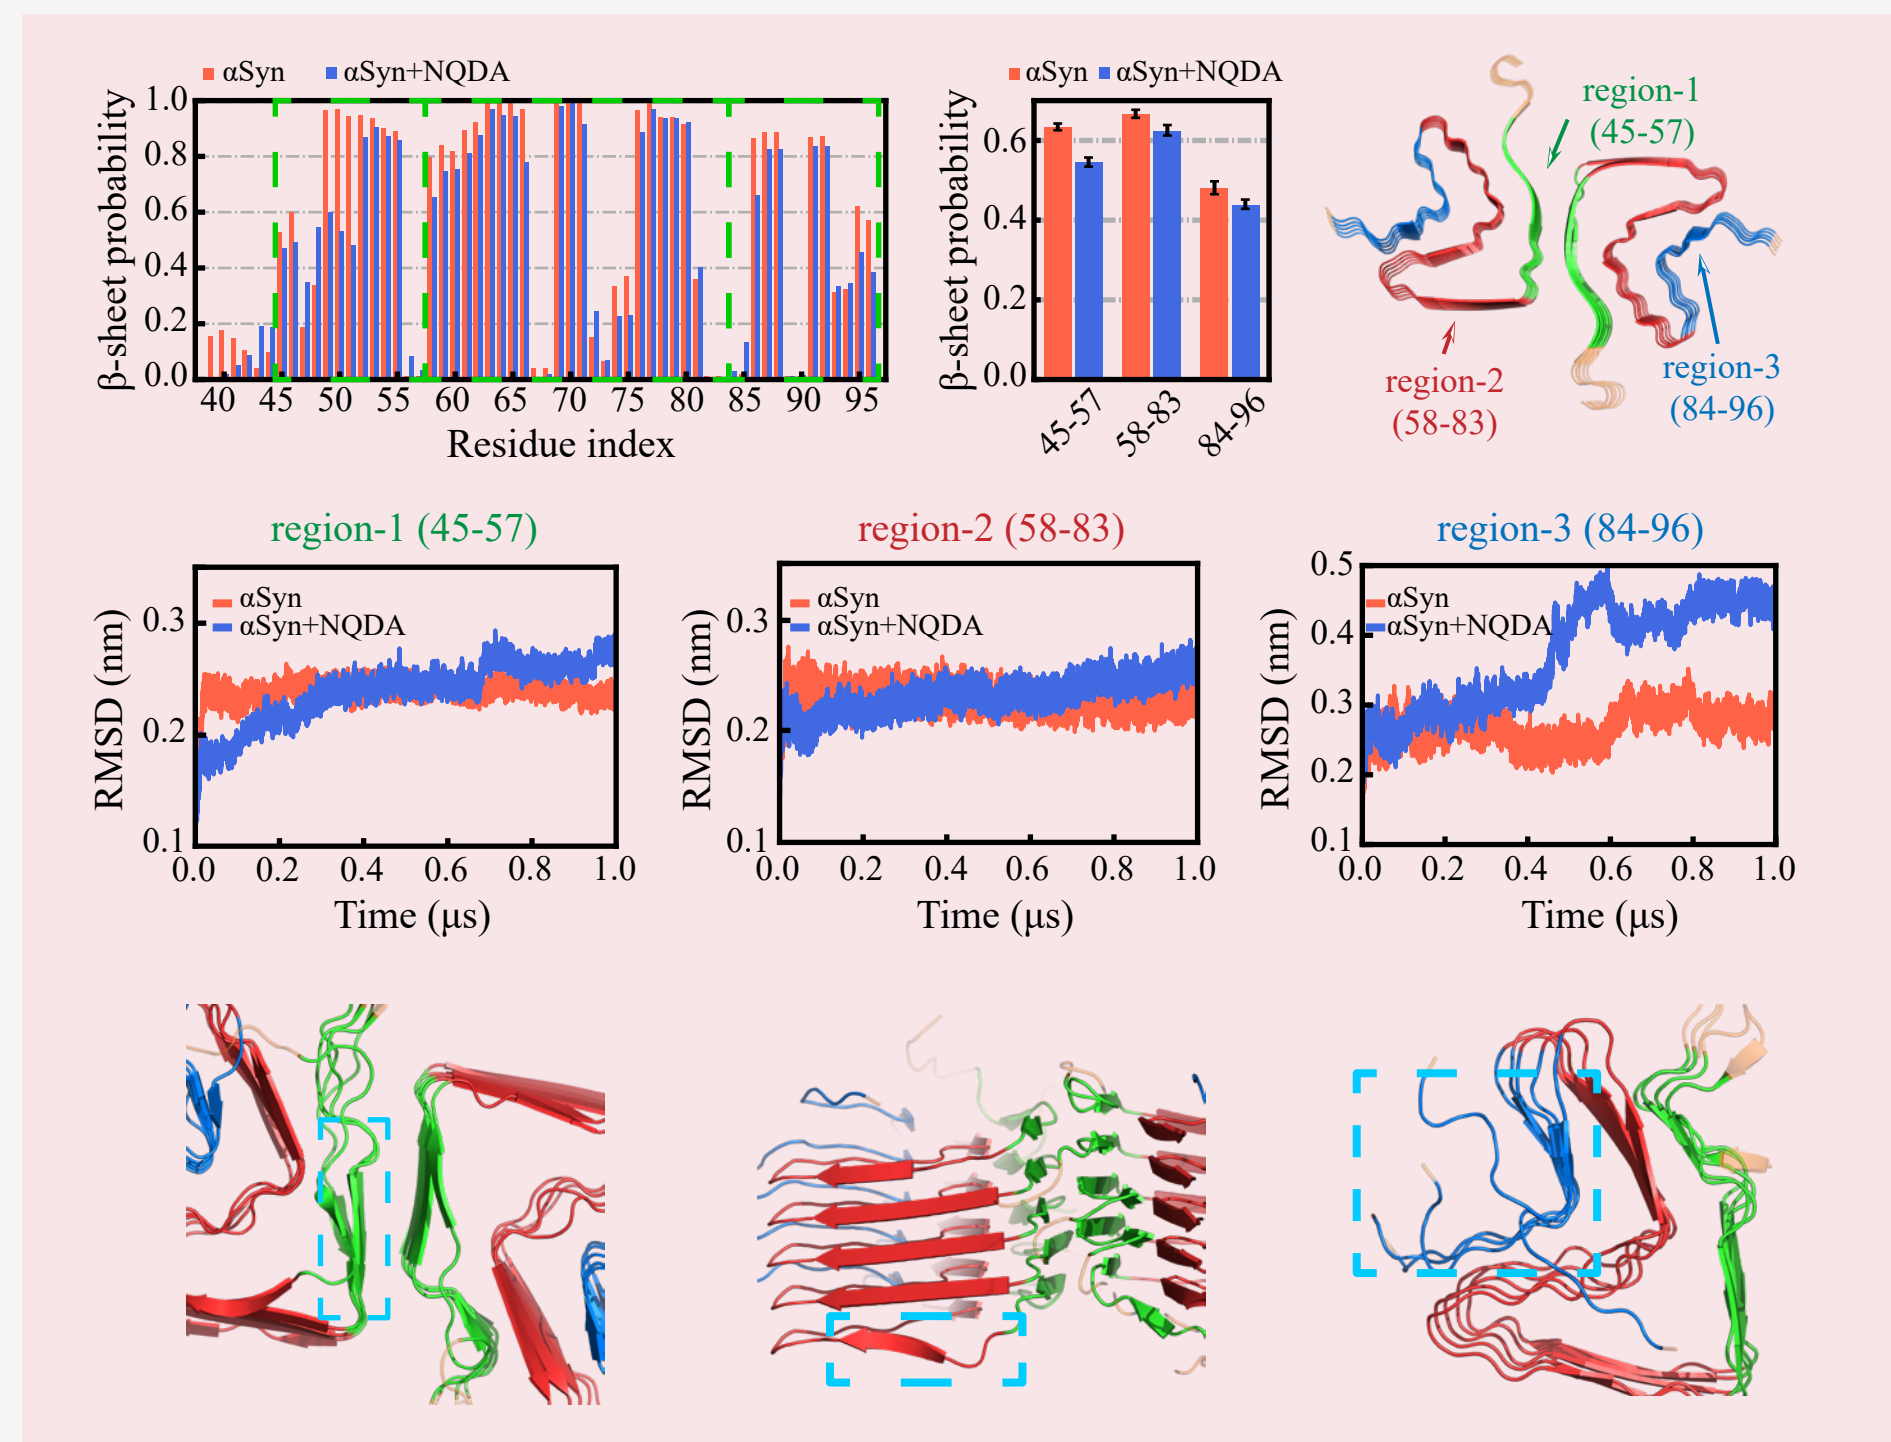 αSyn αSyn+NQDA
β-sheet probability
1.0
0.8
0.6
0.4
0.2
0.0
40 45 50 55 60 65 70 75 80 85 90 95
Residue index
αSyn αSyn+NQDA
β-sheet probability
0.6
0.4
0.2
0.0
45-57 58-83 84-96
region-1
(45-57)
region-2
(58-83)
region-3
(84-96)
region-1 (45-57)
αSyn
αSyn+NQDA
RMSD (nm)
0.3
0.2
0.1
0.0 0.2 0.4 0.6 0.8 1.0
Time (μs)
region-2 (58-83)
αSyn
αSyn+NQDA
RMSD (nm)
0.3
0.2
0.1
0.0 0.2 0.4 0.6 0.8 1.0
Time (μs)
region-3 (84-96)
αSyn
αSyn+NQDA
RMSD (nm)
0.5
0.4
0.3
0.2
0.1
0.0 0.2 0.4 0.6 0.8 1.0
Time (μs)